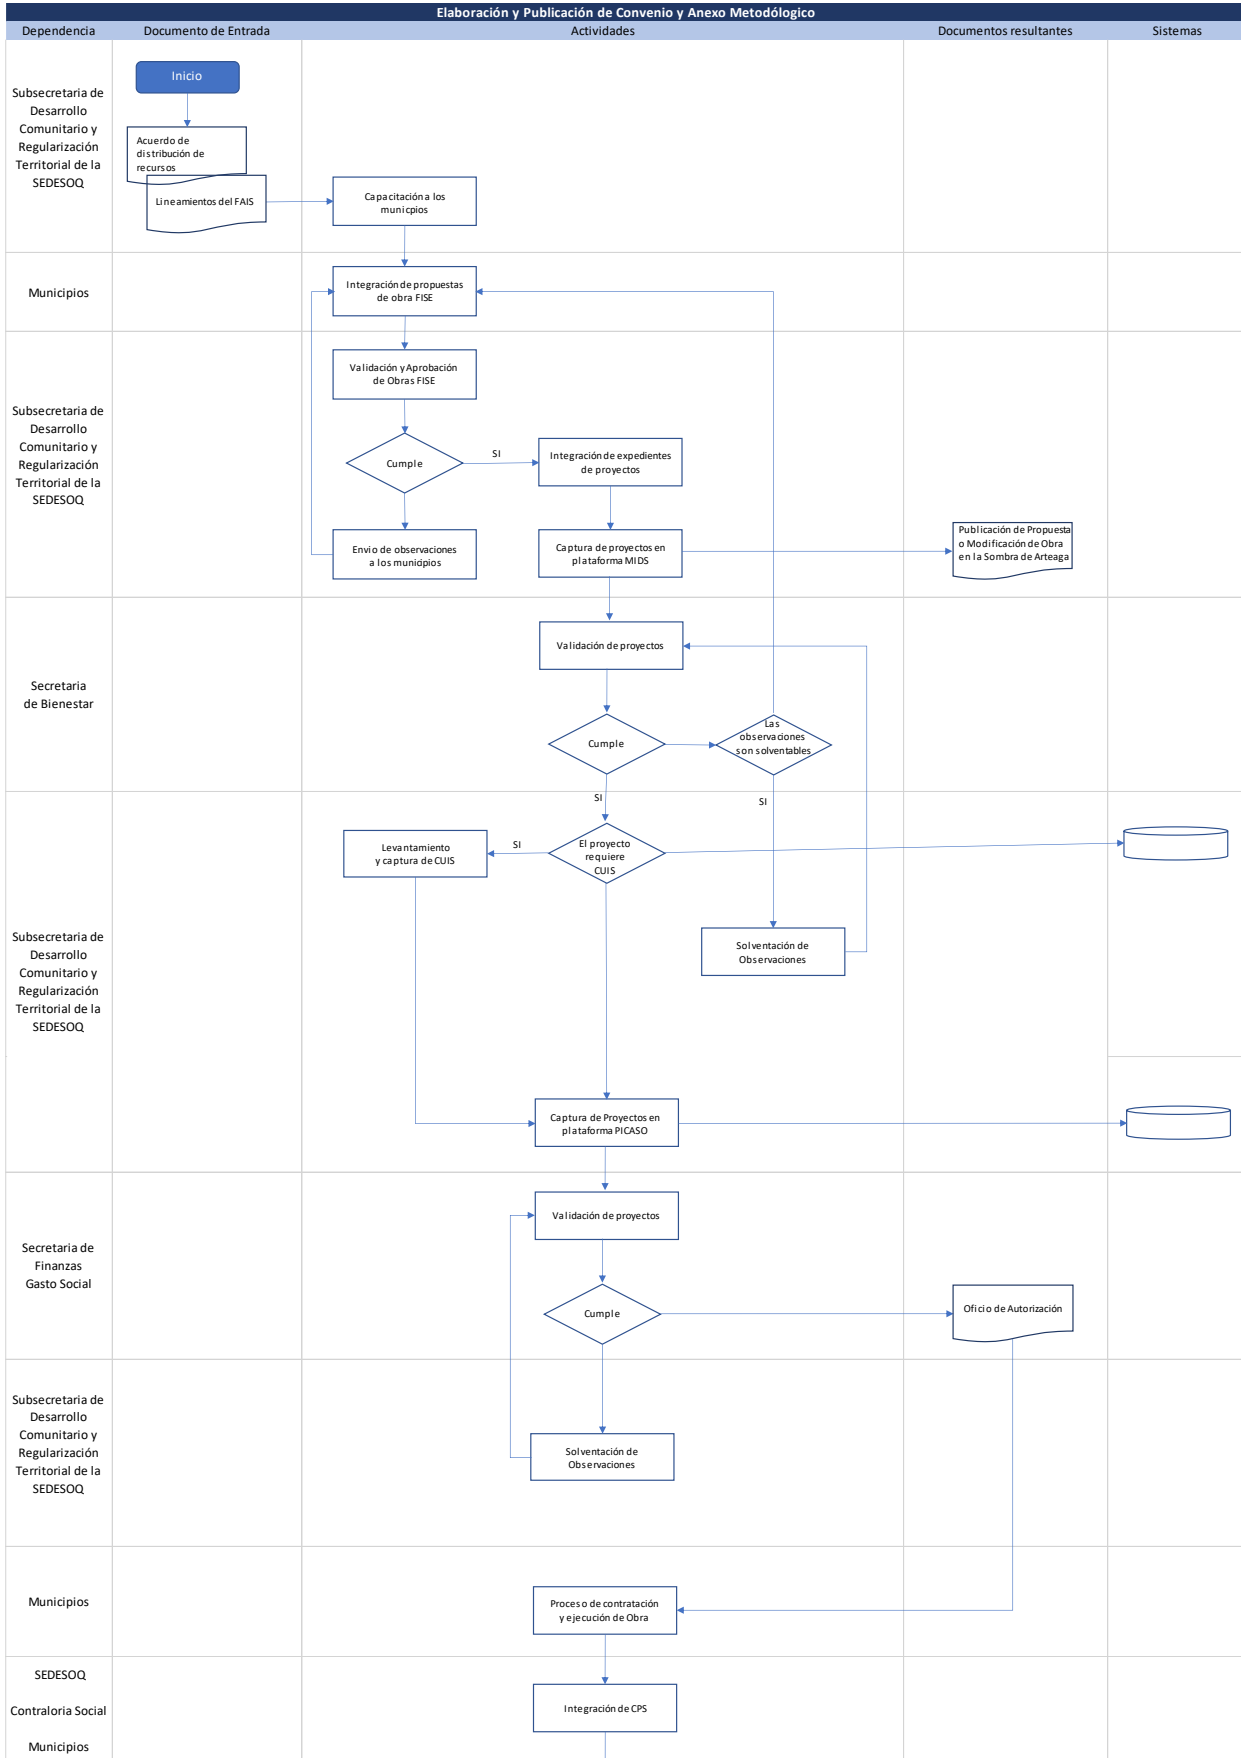 Elaboración y Publicación de Convenio y Anexo Metodólogico
Dependencia
Documento de Entrada
Actividades
Documentos resultantes
Sistemas
Subsecretaria de
Desarrollo
Comunitario y
Regularización
Territorial de la
SEDESOQ
Inicio
Acuerdo de
distribución de
recursos
Lineamientos del FAIS
Capacitación a los
municpios
Municipios
Integración de propuestas
de obra FISE
Subsecretaria de
Desarrollo
Comunitario y
Regularización
Territorial de la
SEDESOQ
Validación y Aprobación
de Obras FISE
Cumple
SI
Integración de expedientes
de proyectos
Envio de observaciones
a los municipios
Captura de proyectos en
plataforma MIDS
Publicación de Propuesta
o Modificación de Obra
en la Sombra de Arteaga
Secretaria
de Bienestar
Validación de proyectos
Cumple
Las
observaciones
son solventables
SI
SI
Subsecretaria de
Desarrollo
Comunitario y
Regularización
Territorial de la
SEDESOQ
Levantamiento
y captura de CUIS
SI
El proyecto
requiere
CUIS
Solventación de
Observaciones
Captura de Proyectos en
plataforma PICASO
Secretaria de
Finanzas
Gasto Social
Validación de proyectos
Cumple
Oficio de Autorización
Subsecretaria de
Desarrollo
Comunitario y
Regularización
Territorial de la
SEDESOQ
Solventación de
Observaciones
Municipios
Proceso de contratación
y ejecución de Obra
SEDESOQ
Contraloria Social
Municipios
Integración de CPS